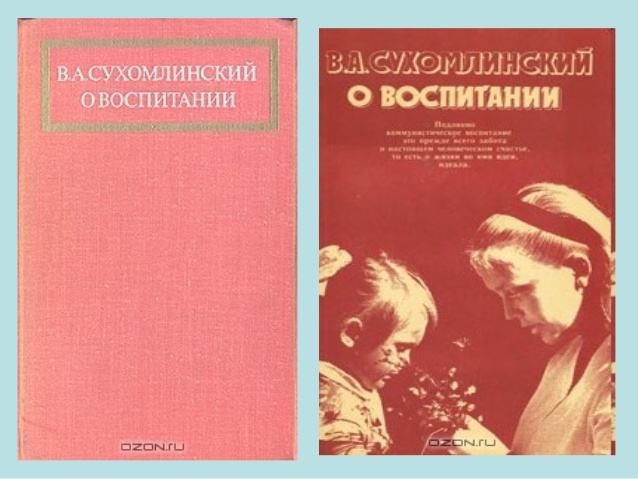 В.А.СУХОМЛИНСКИЙ
О ВОСПИТАНИИ
ozon.ru
В.А.СУХОМЛИНСКИЙ
О ВОСПИТАНИИ
Подлинно
коммунистическое воспитание
это прежде всего забота
о настоящем человеческом счастье,
то есть о жизни во имя идеи,
идеала.
ozon.ru